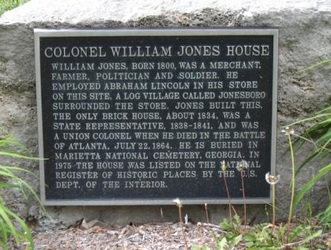 COLONEL WILLIAM JONES HOUSE
WILLIAM JONES, BORN 1800, WAS A MERCHANT,
FARMER, POLITICIAN AND SOLDIER. HE
EMPLOYED ABRAHAM LINCOLN IN HIS STORE
ON THIS SITE. A LOG VILLAGE CALLED JONESBORO
SURROUNDED THE STORE. JONES BUILT THIS,
THE ONLY BRICK HOUSE, ABOUT 1834, WAS A
STATE REPRESENTATIVE, 1838-1841, AND WAS
A UNION COLONEL WHEN HE DIED IN THE BATTLE
OF ATLANTA, JULY 22, 1864. HE IS BURIED IN
MARIETTA NATIONAL CEMETERY, GEORGIA. IN
1975 THE HOUSE WAS LISTED ON THE NATIONAL
REGISTER OF HISTORIC PLACES BY THE U.S.
DEPT. OF THE INTERIOR.